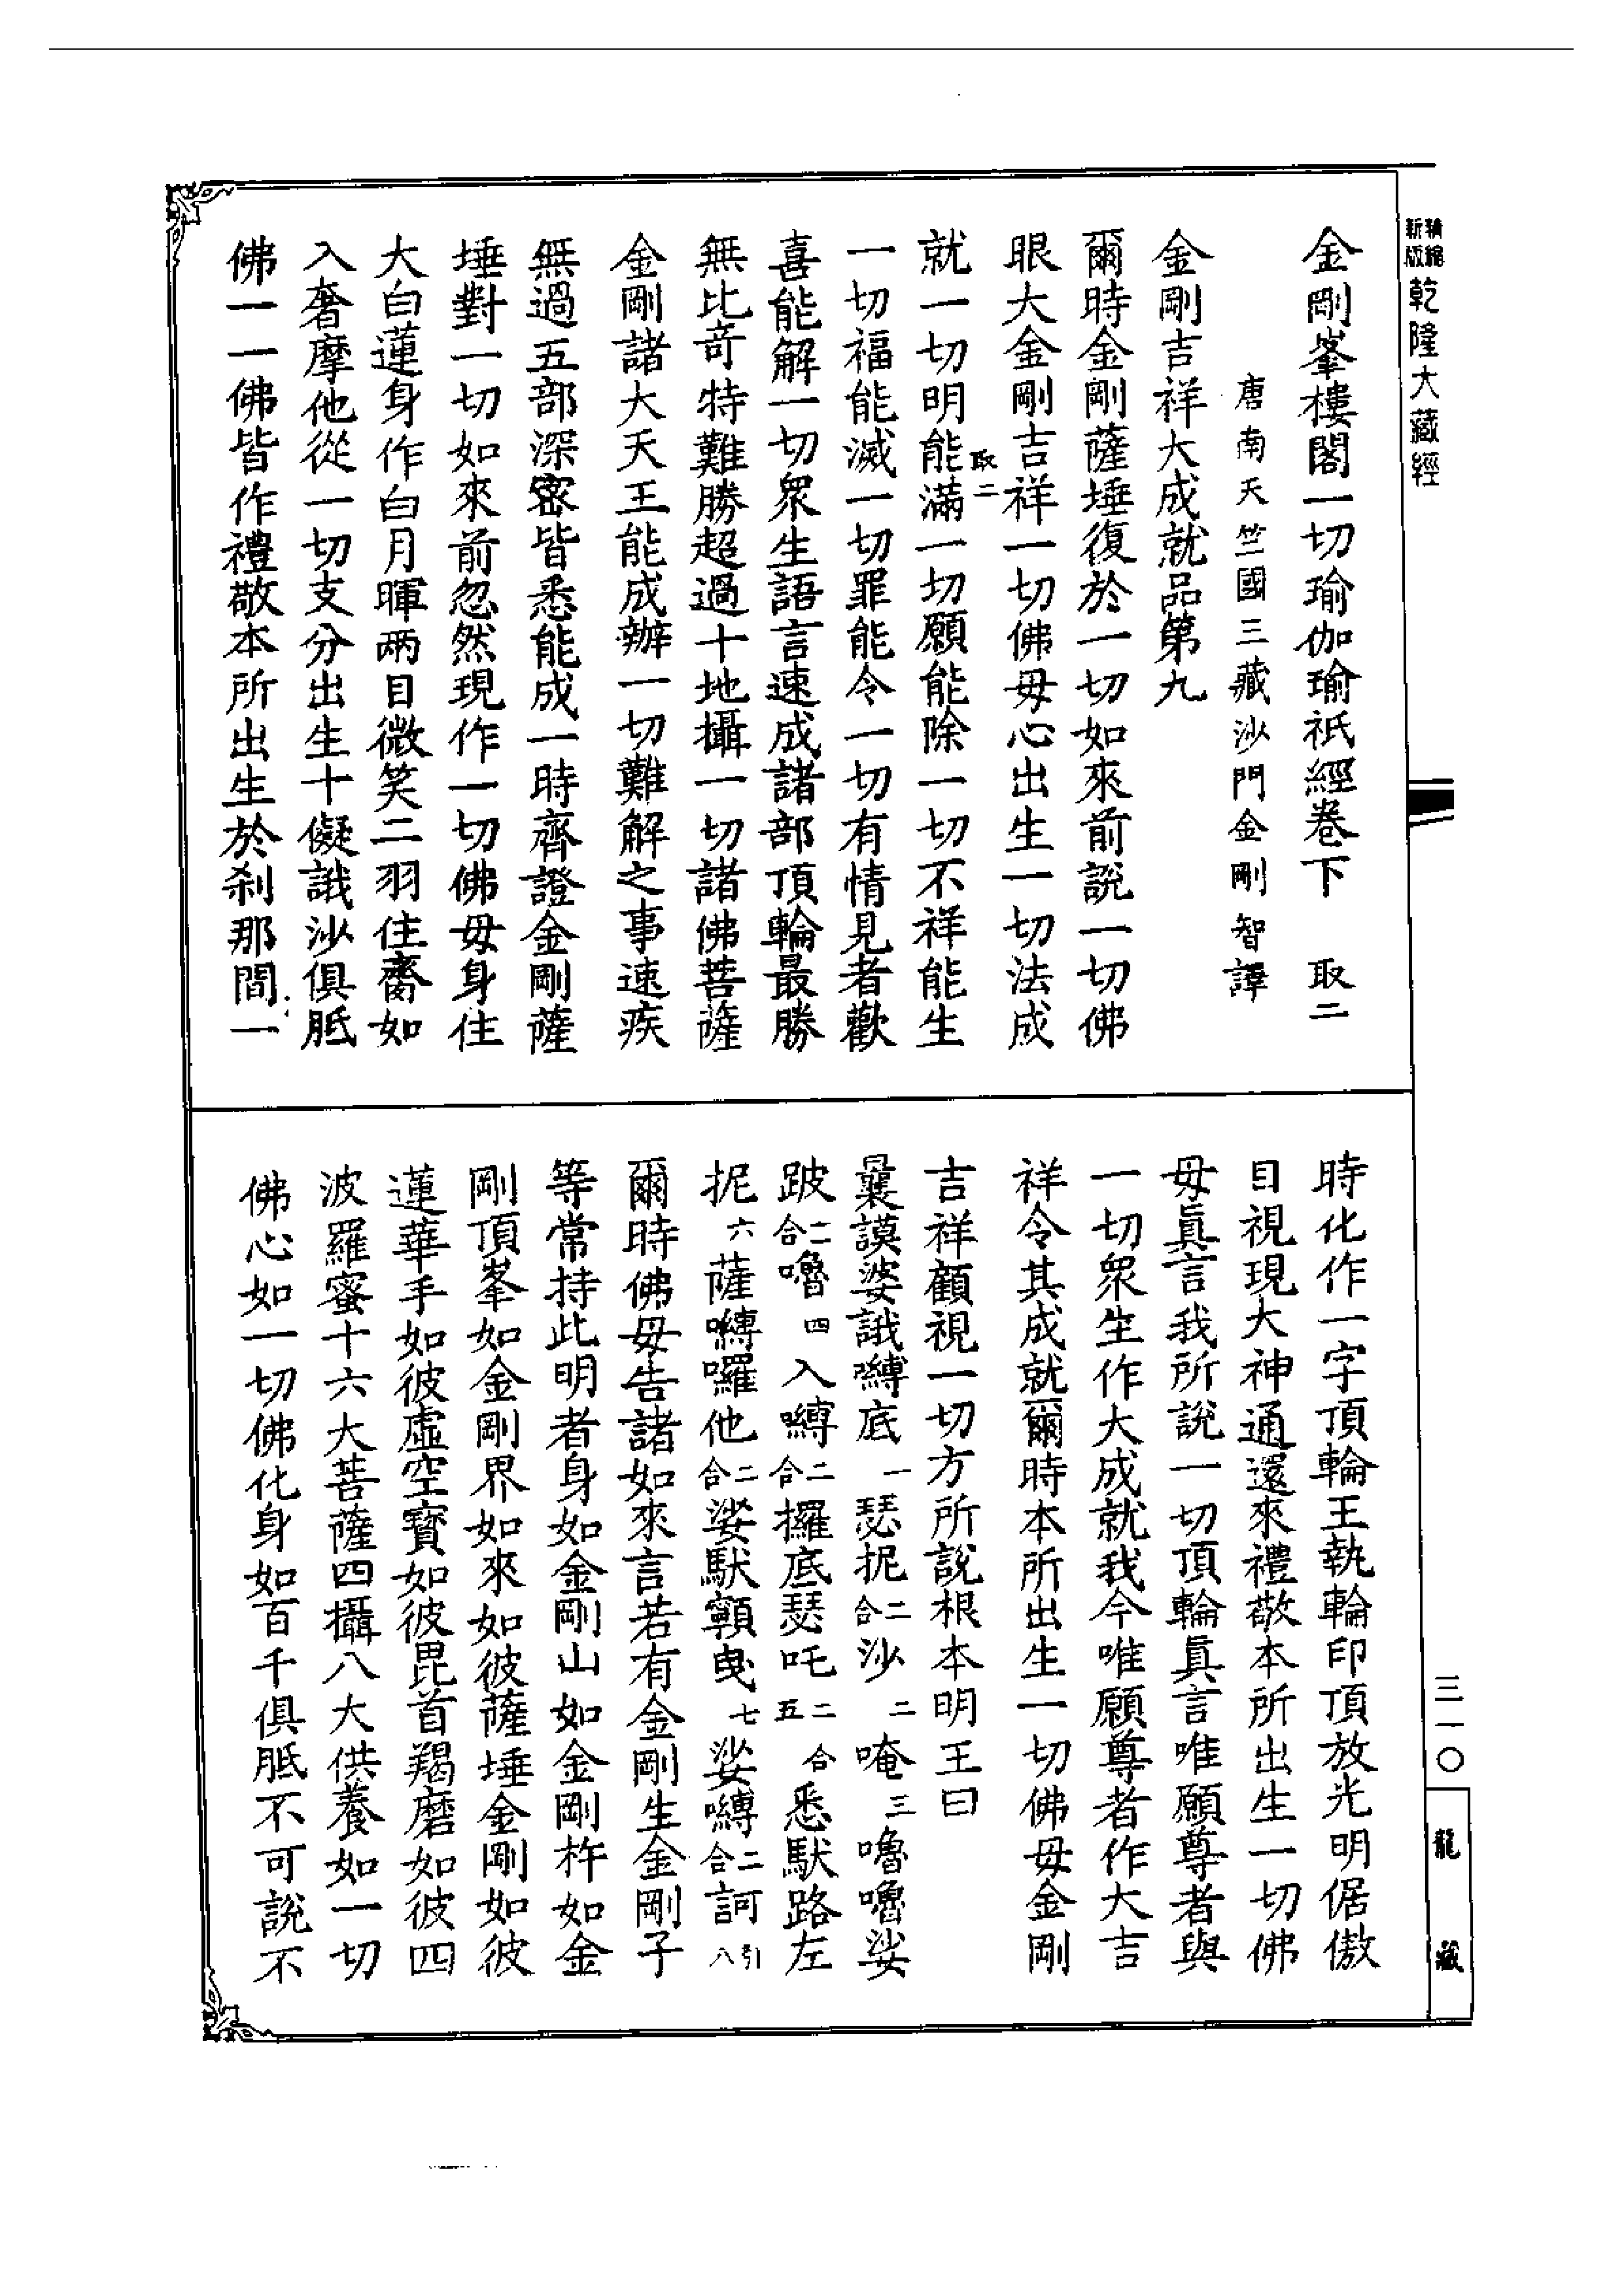 精縮新版乾隆大藏經
金剛峯樓閣一切瑜伽瑜祇經卷下　取二
唐南天竺國三藏沙門金剛智譯
金剛吉祥大成就品第九
爾時金剛薩埵復於一切如來前說一切佛
眼大金剛吉祥一切佛母心出生一切法成
取二
就一切明能滿一切願能除一切不祥能生
一切福能滅一切罪能令一切有情見者歡
喜能解一切眾生語言速成諸部頂輪最勝
無比奇特難勝超過十地攝一切諸佛菩薩
金剛諸大天王能成辦一切難解之事速疾
無過五部深密皆悉能成一時齊證金剛薩
埵對一切如來前忽然現作一切佛母身住
大白蓮身作白月暉兩目微笑二羽住臍如
入奢摩他從一切支分出生十儗誐沙俱胝
佛一一佛皆作禮敬本所出生於剎那間一
時化作一字頂輪王執輪印頂放光明倨傲
目視現大神通還來禮敬本所出生一切佛
母真言我所說一切頂輪真言唯願尊者與
一切眾生作大成就我今唯願尊者作大吉
祥令其成就爾時本所出生一切佛母金剛
吉祥顧視一切方所說根本明王曰
曩謨婆誐嚩底一瑟抳二合沙二唵三嚕嚕娑
跛二合嚕四入嚩二合攞底瑟吒二合五悉馱路左
抳六薩嚩囉他二合娑馱顐曳七娑嚩二合訶引八
爾時佛母告諸如來言若有金剛生金剛子
等常持此明者身如金剛山如金剛杵如金
剛頂峯如金剛界如來如彼薩埵金剛如彼
蓮華手如彼虛空寶如彼毘首羯磨如彼四
波羅蜜十六大菩薩四攝八大供養如一切
佛心如一切佛化身如百千俱胝不可說不
三一〇
龍藏